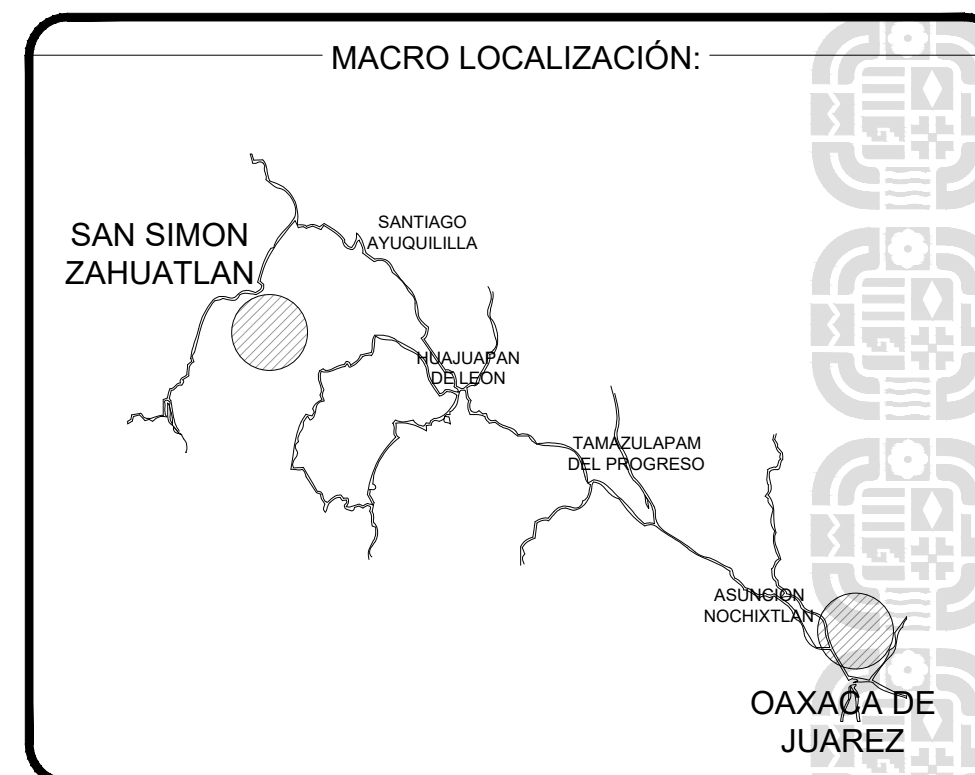 MACRO LOCALIZACIÓN:
SANTIAGO
AYUQUILILLA
SAN SIMON
ZAHUATLAN
HUAJUAPAN
DE LEON
TAMAZULAPAM
DEL PROGRESO
ASUNCION
NOCHIXTLAN
OAXACA DE
JUAREZ